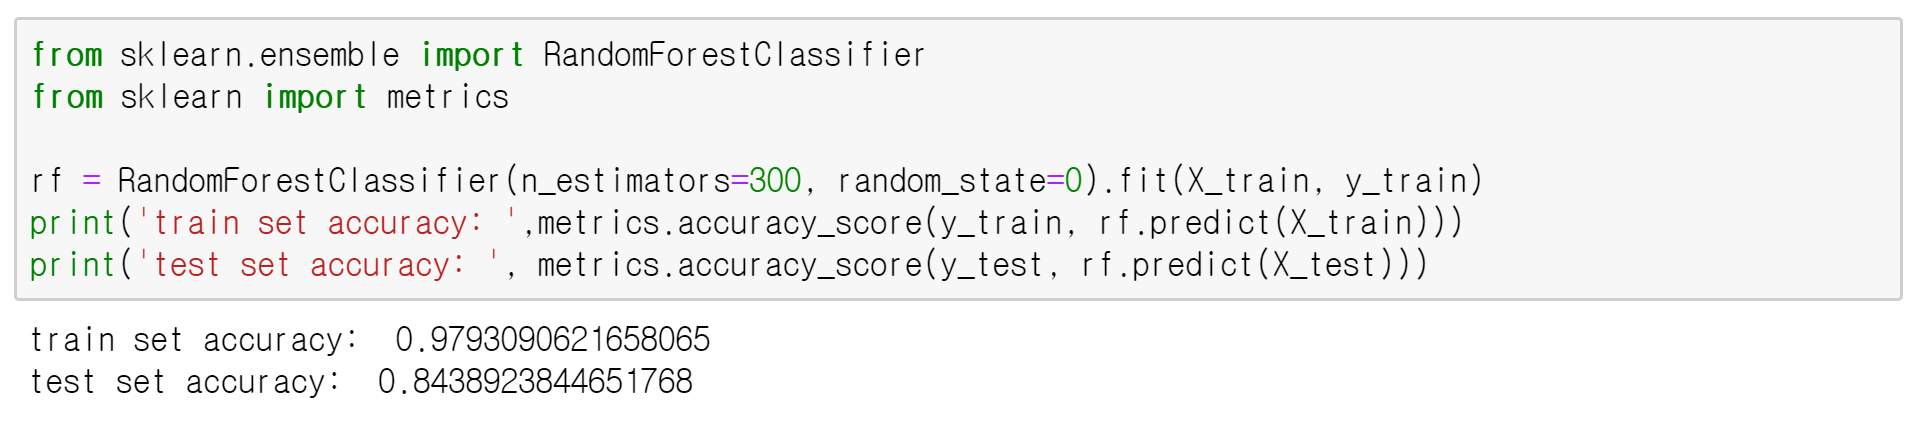 from sklearn.ensemble import RandomForestClassifier
from sklearn import metrics
rf = RandomForestClassifier(n_estimators=300, random_state=0).fit(X_train, y_train)
print('train set accuracy: ',metrics.accuracy_score(y_train, rf.predict(X_train)))
print('test set accuracy: ', metrics.accuracy_score(y_test, rf.predict(X_test)))
train set accuracy:  0.9793090621658065
test set accuracy:  0.8438923844651768